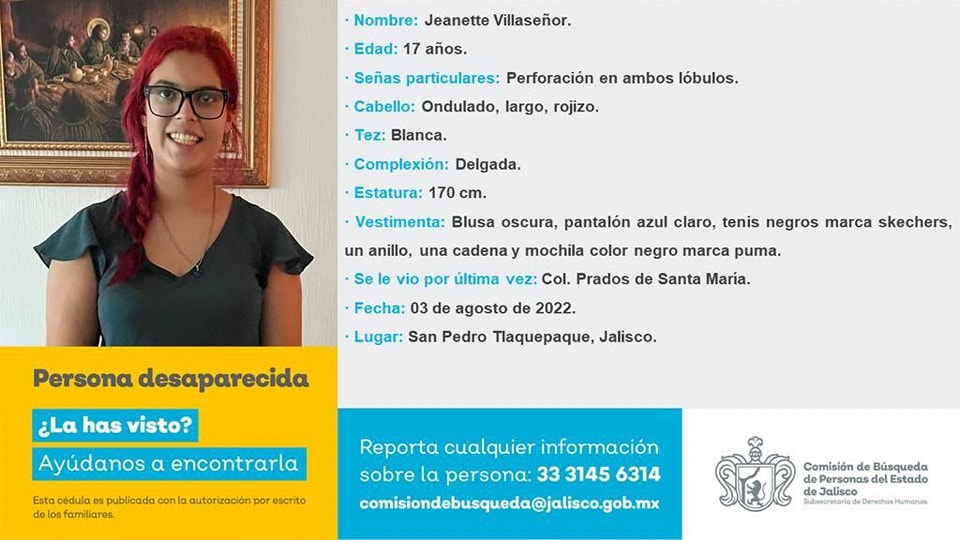 · Nombre: Jeanette Villaseñor.
· Edad: 17 años.
· Señas particulares: Perforación en ambos lóbulos.
· Cabello: Ondulado, largo, rojizo.
· Tez: Blanca.
· Complexión: Delgada.
· Estatura: 170 cm.
· Vestimenta: Blusa oscura, pantalón azul claro, tenis negros marca skechers,
un anillo, una cadena y mochila color negro marca puma.
· Se le vio por última vez: Col. Prados de Santa María.
· Fecha: 03 de agosto de 2022.
· Lugar: San Pedro Tlaquepaque, Jalisco.
Persona desaparecida
¿La has visto?
Ayúdanos a encontrarla
Esta cédula es publicada con la autorización por escrito
de los familiares.
Reporta cualquier información
sobre la persona: 33 3145 6314
comisiondebusqueda@jalisco.gob.mx
Comisión de Búsqueda
de Personas del Estado
de Jalisco
Subsecretaría de Derechos Humanos